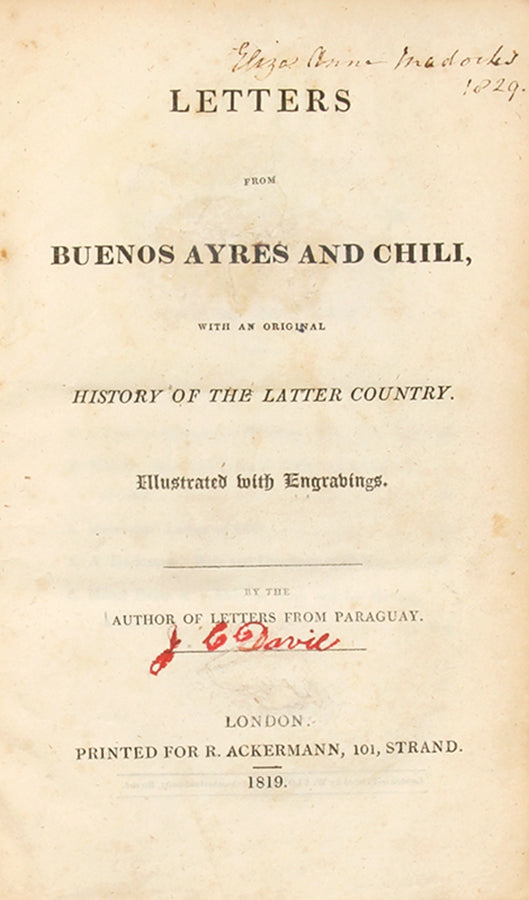 Eliza Anne Madocks
1829.
LETTERS
FROM
BUENOS AYRES AND CHILI,
WITH AN ORIGINAL
HISTORY OF THE LATTER COUNTRY.
Illustrated with Engravings.
BY THE
AUTHOR OF LETTERS FROM PARAGUAY.
J C Davie
LONDON.
PRINTED FOR R. ACKERMANN, 101, STRAND.
1819.